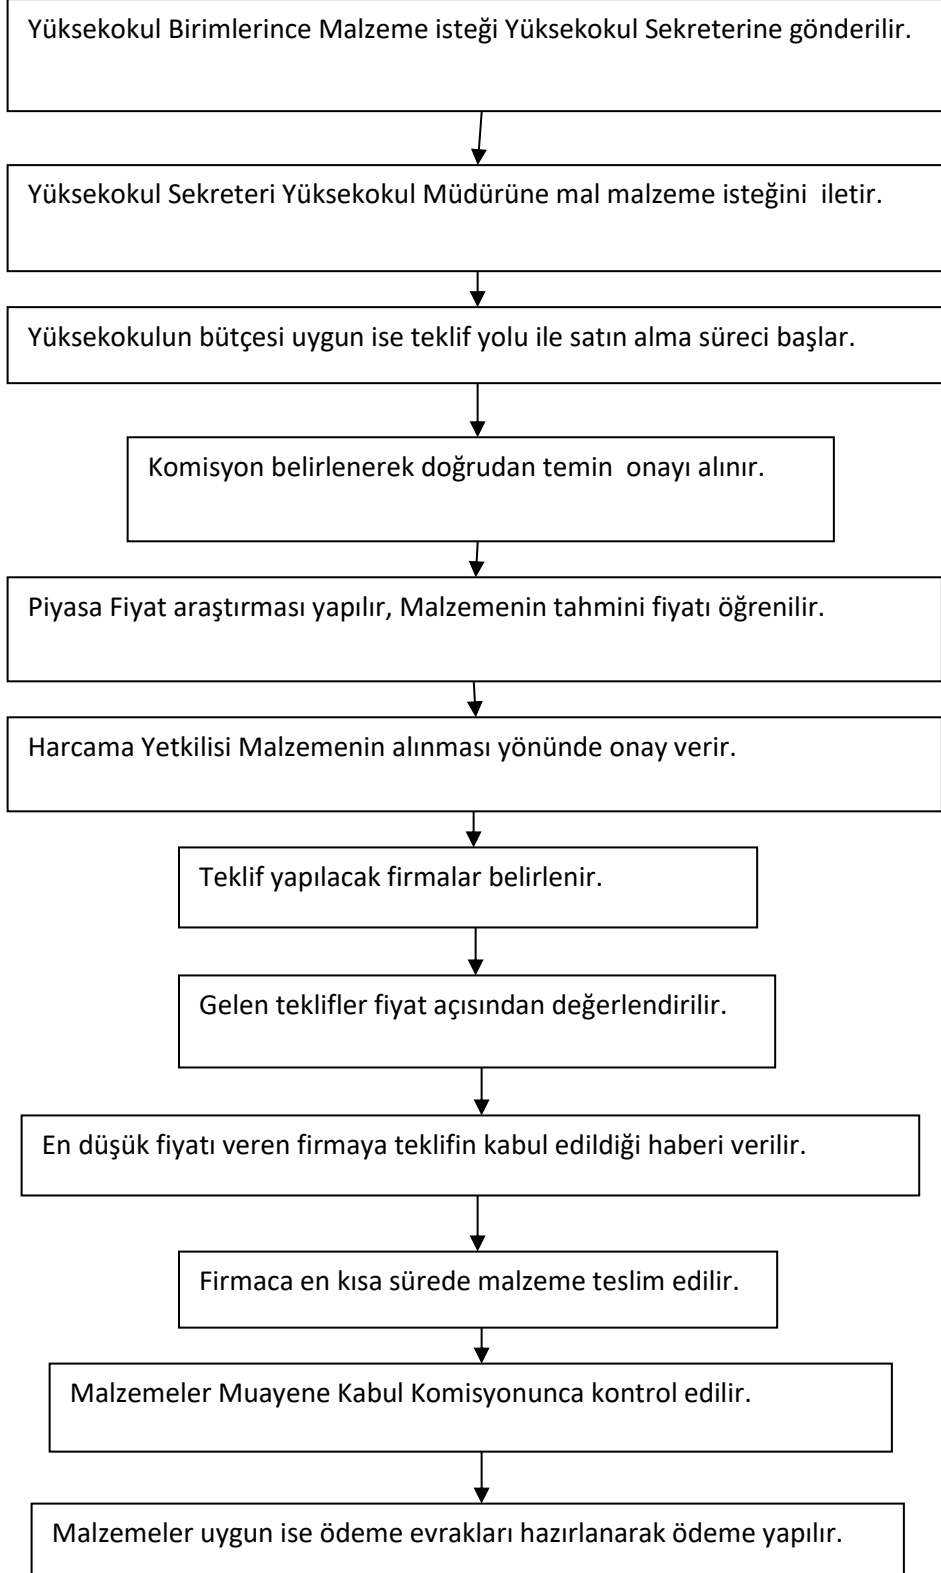 Yüksekokul Birimlerince Malzeme isteği Yüksekokul Sekreterine gönderilir.
Yüksekokul Sekreteri Yüksekokul Müdürüne mal malzeme isteğini  iletir.
Yüksekokulun bütçesi uygun ise teklif yolu ile satın alma süreci başlar.
Komisyon belirlenerek doğrudan temin  onayı alınır.
Piyasa Fiyat araştırması yapılır, Malzemenin tahmini fiyatı öğrenilir.
Harcama Yetkilisi Malzemenin alınması yönünde onay verir.
Teklif yapılacak firmalar belirlenir.
Gelen teklifler fiyat açısından değerlendirilir.
En düşük fiyatı veren firmaya teklifin kabul edildiği haberi verilir.
Firmaca en kısa sürede malzeme teslim edilir.
Malzemeler Muayene Kabul Komisyonunca kontrol edilir.
Malzemeler uygun ise ödeme evrakları hazırlanarak ödeme yapılır.